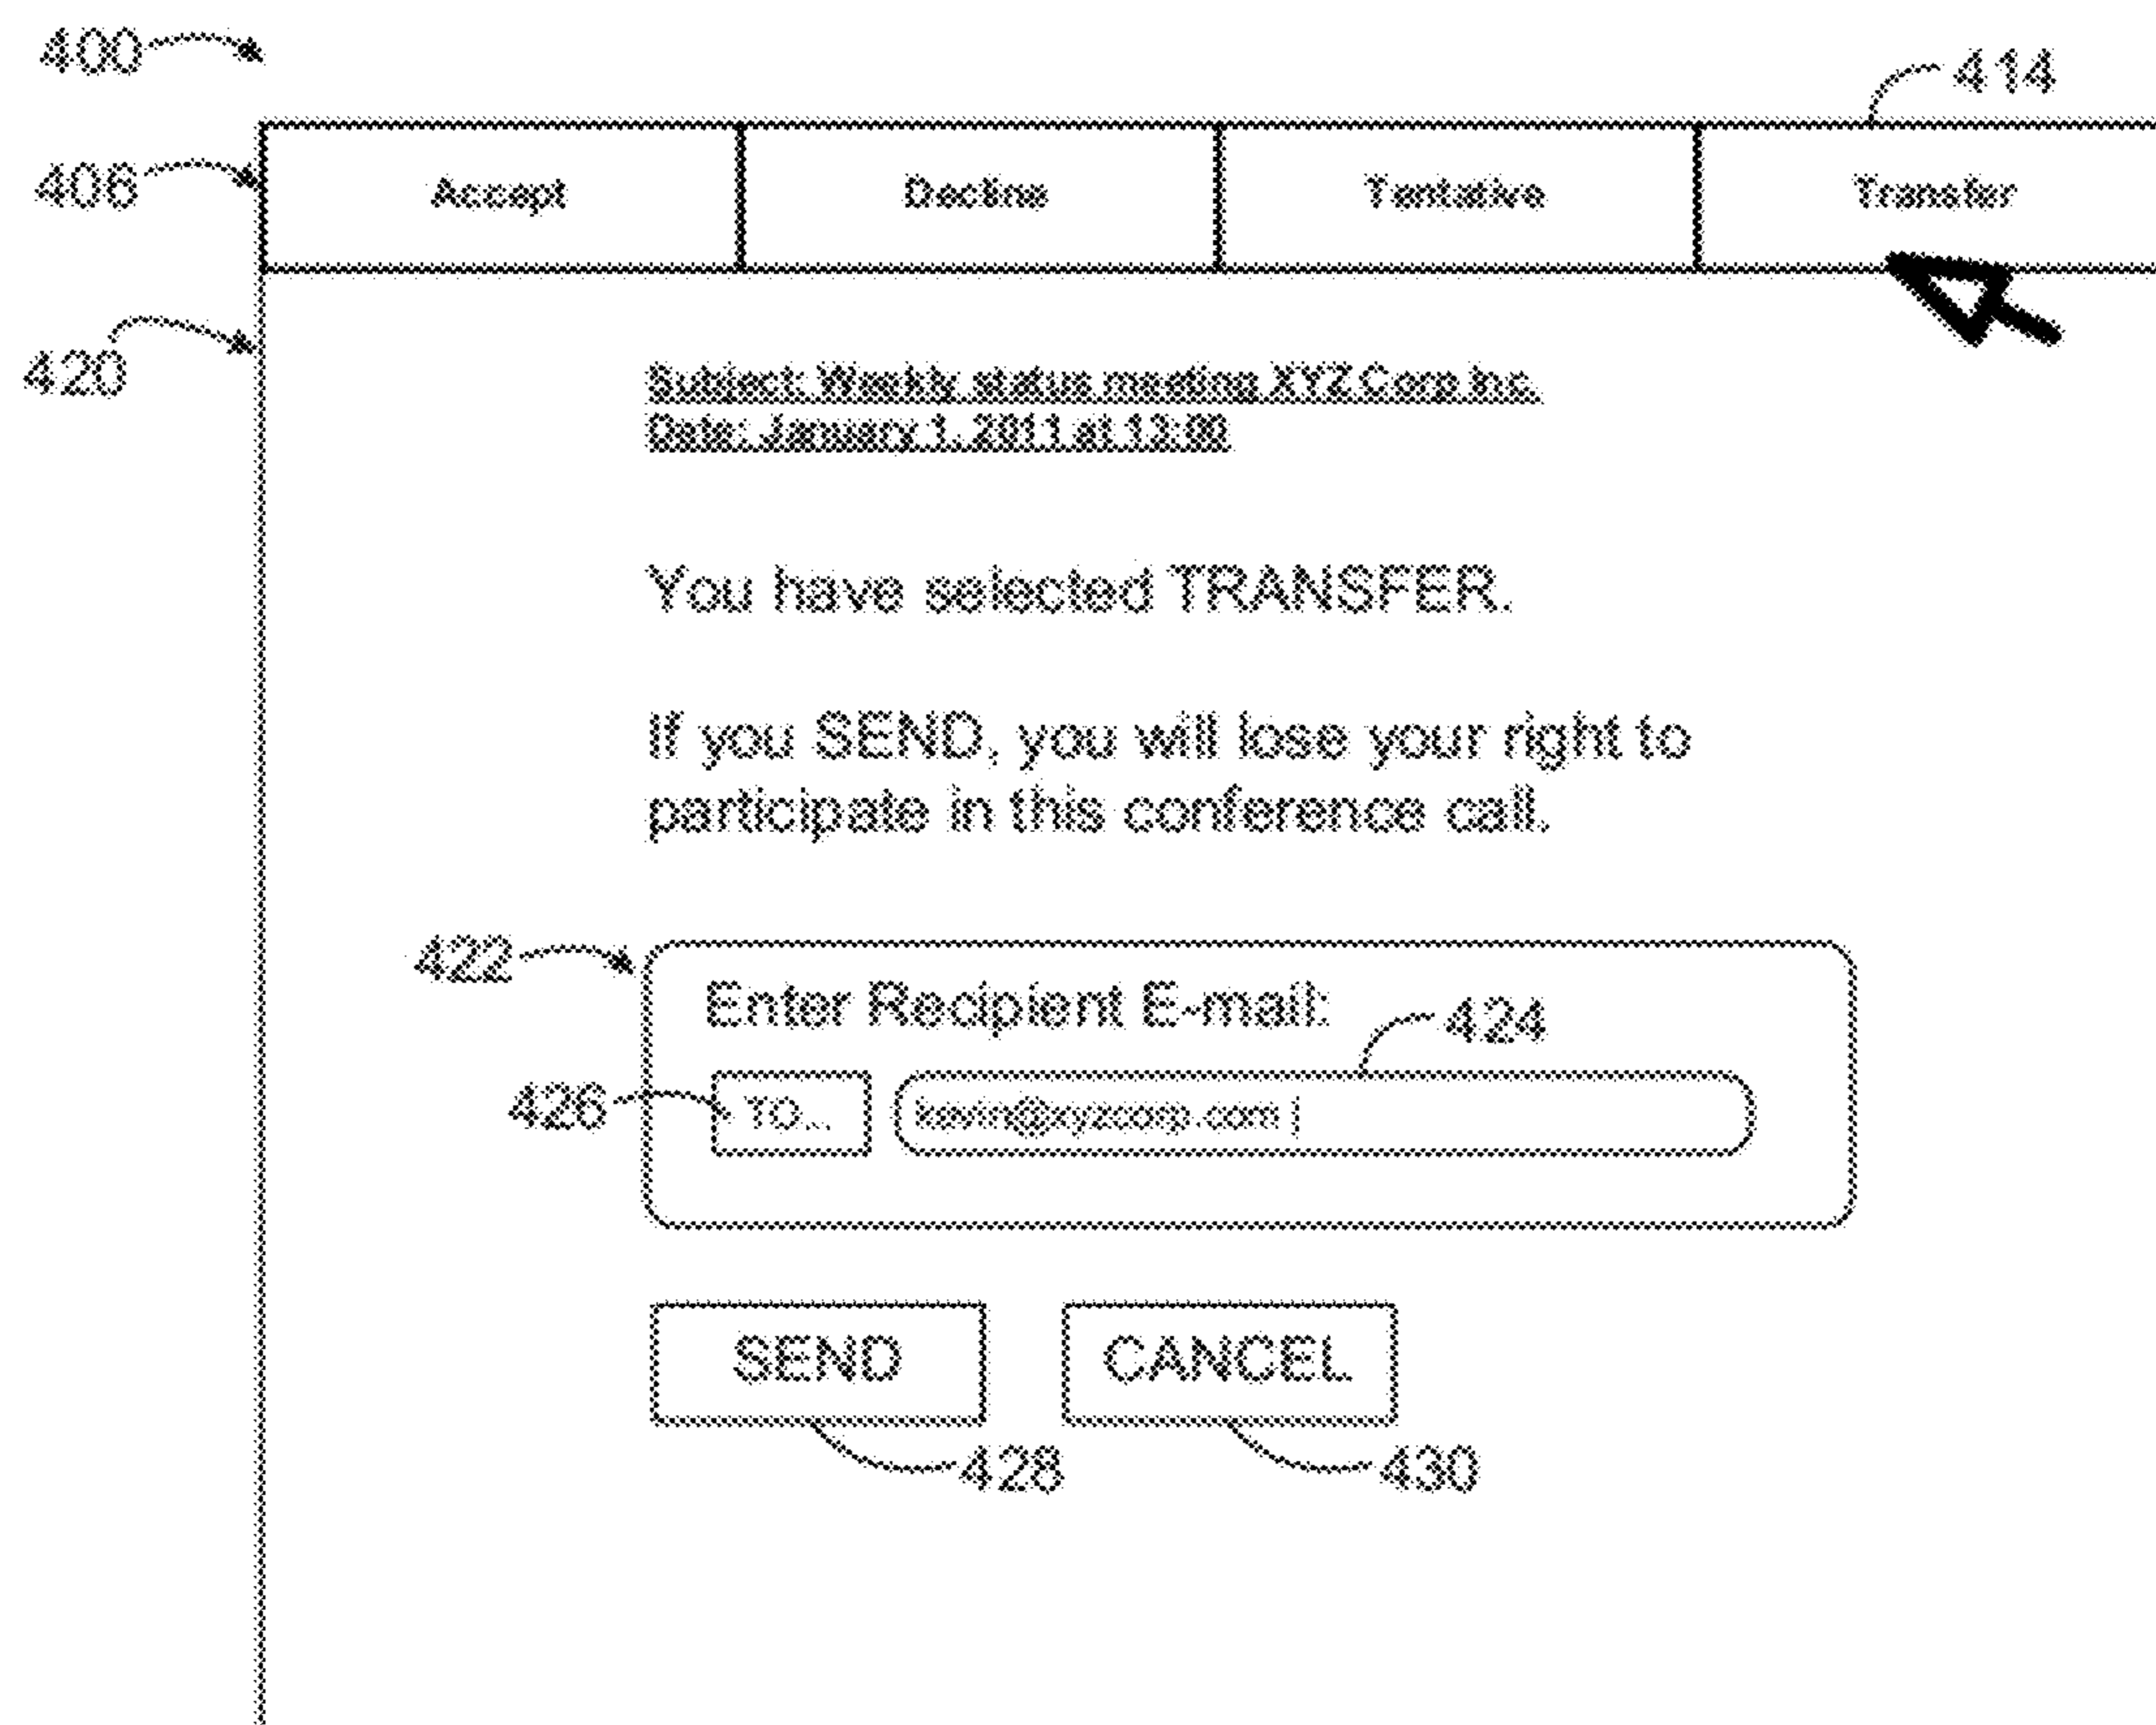 400
414
406 Accept Decline Tentative Transfer
420
Subject: Weekly status meeting XYZ Corp Inc.
Date: January 1, 2011 at 12:00
You have selected TRANSFER.
If you SEND, you will lose your right to
participate in this conference call.
422
Enter Recipient E-mail:
424
426 TO... kevin@xyzcorp.com |
SEND CANCEL
428 430